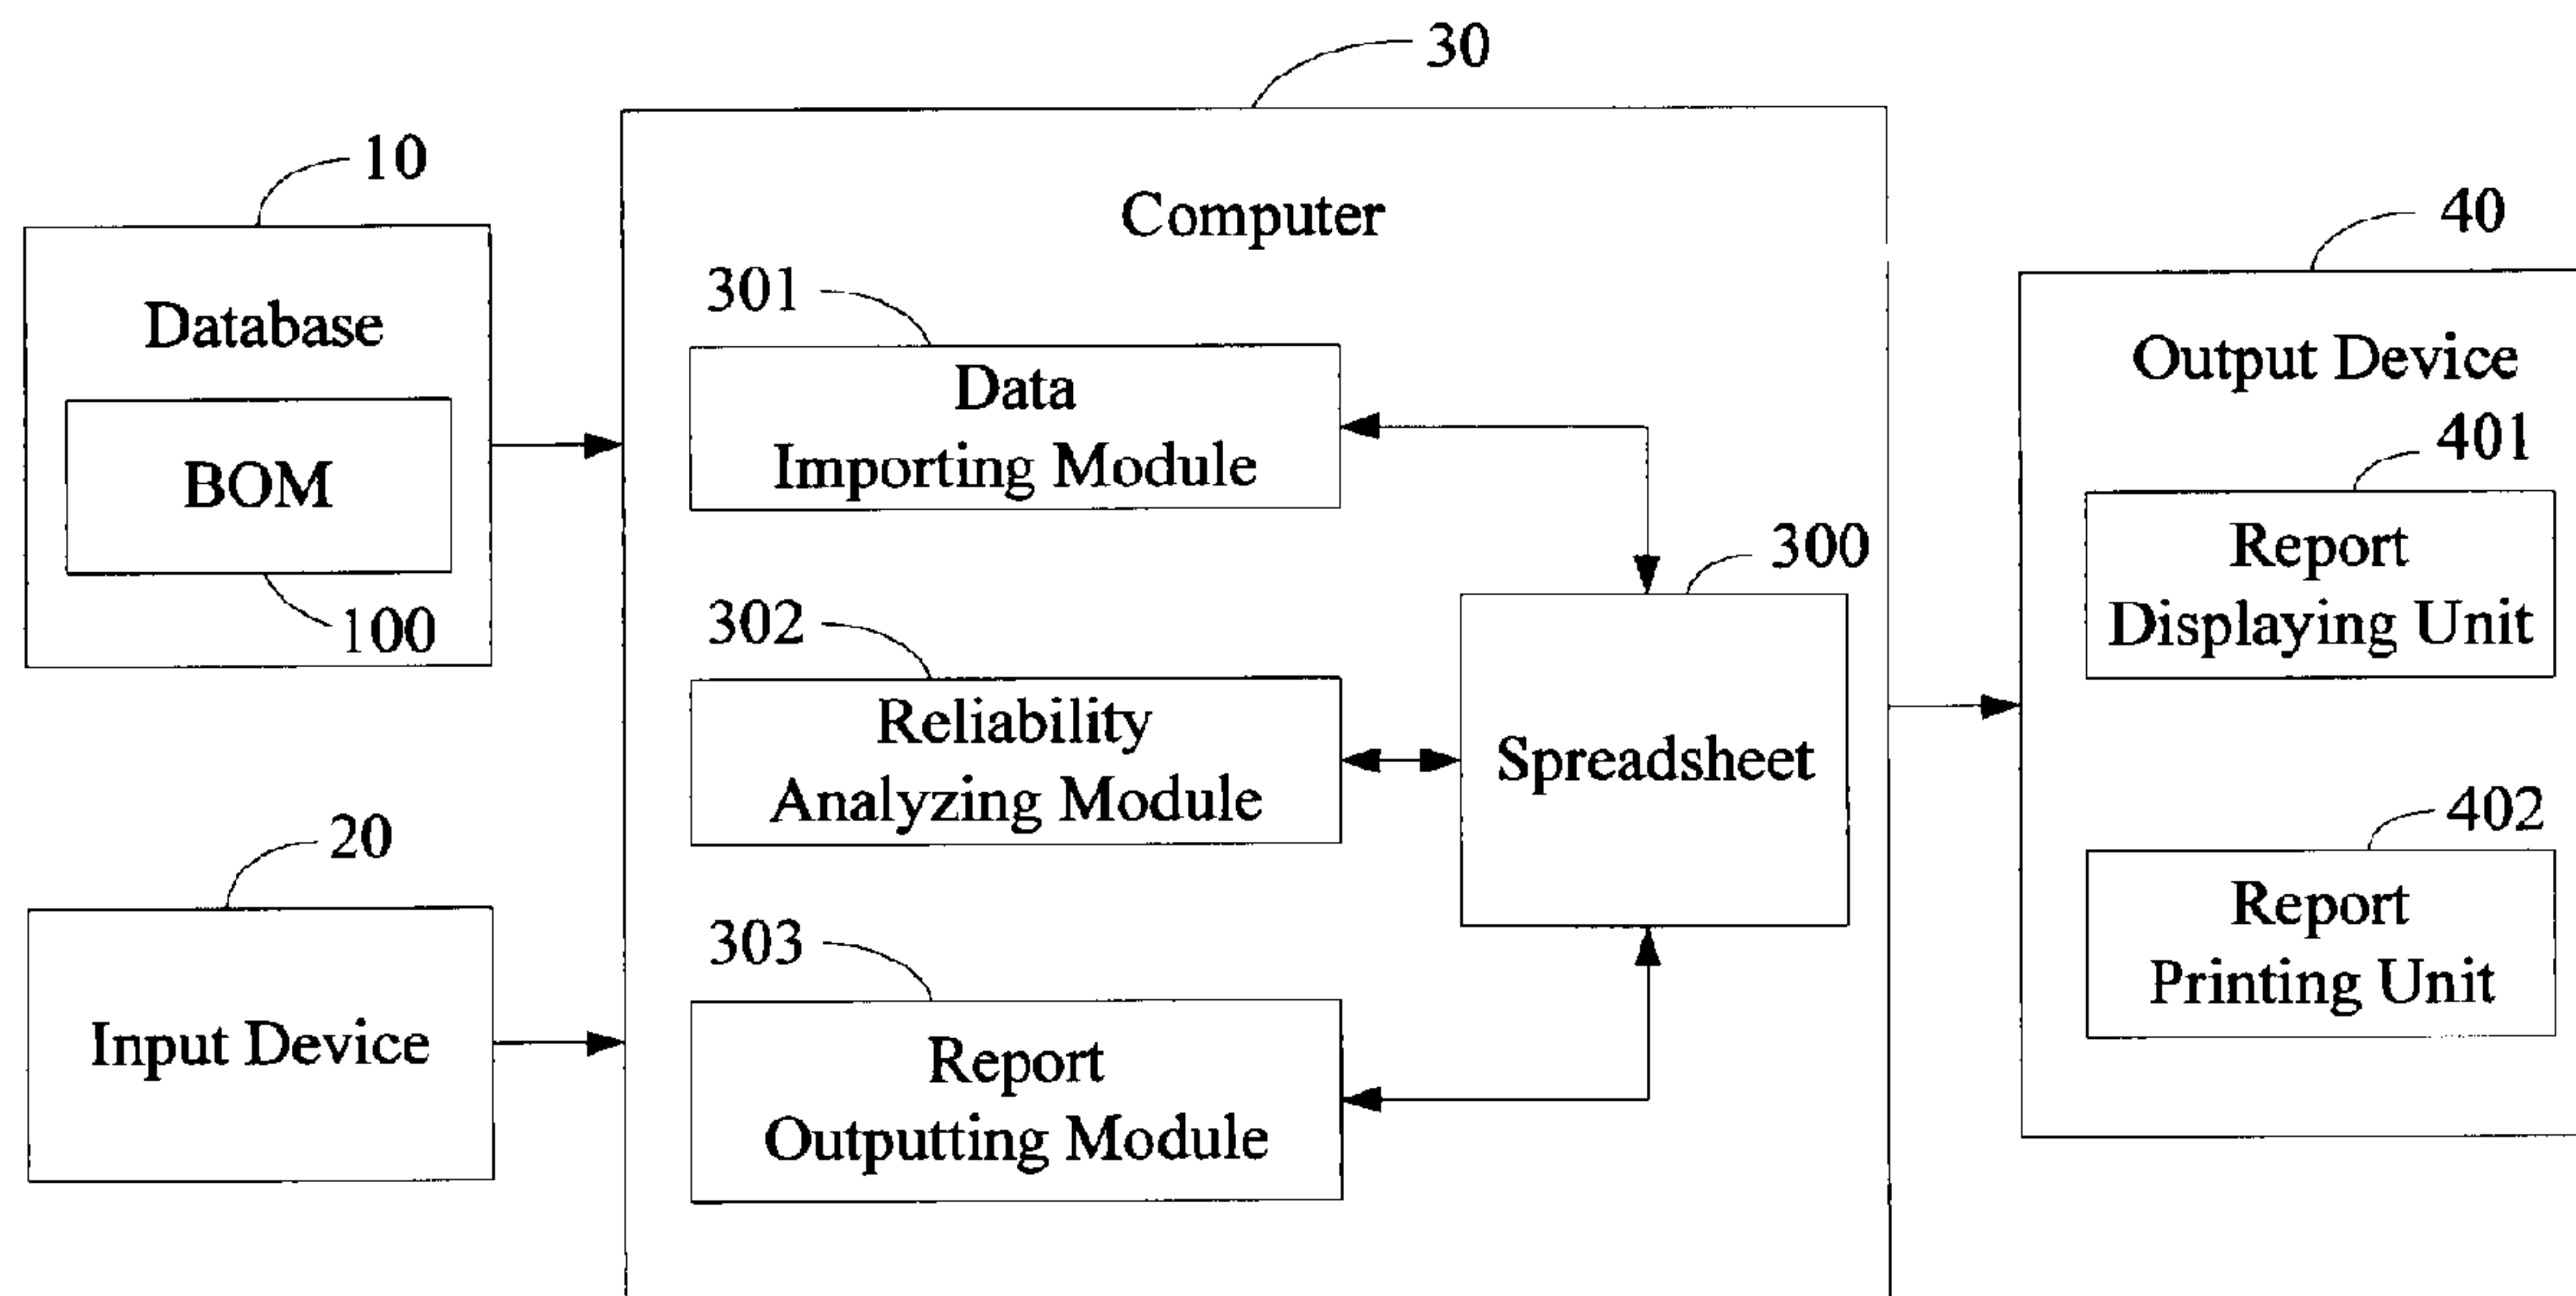 30
10
Computer
40
Database
301
Data
Importing Module
Output Device
401
BOM
300
Report
Displaying Unit
100
302
Reliability
Analyzing Module
Spreadsheet
402
20
Report
Printing Unit
303
Input Device
Report
Outputting Module